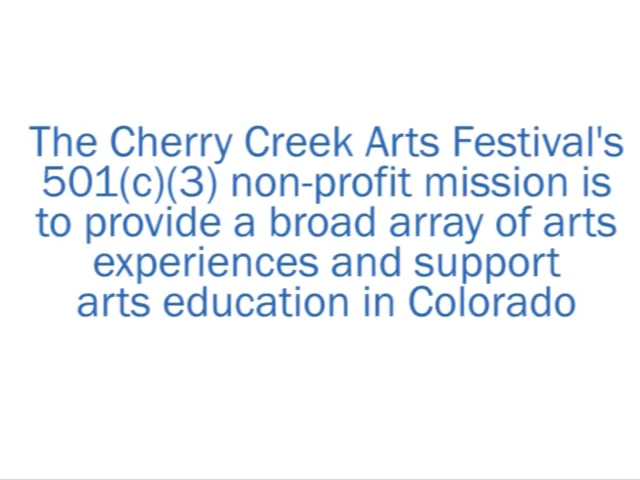 The Cherry Creek Arts Festival's
501(c)(3) non-profit mission is
to provide a broad array of arts
experiences and support
arts education in Colorado